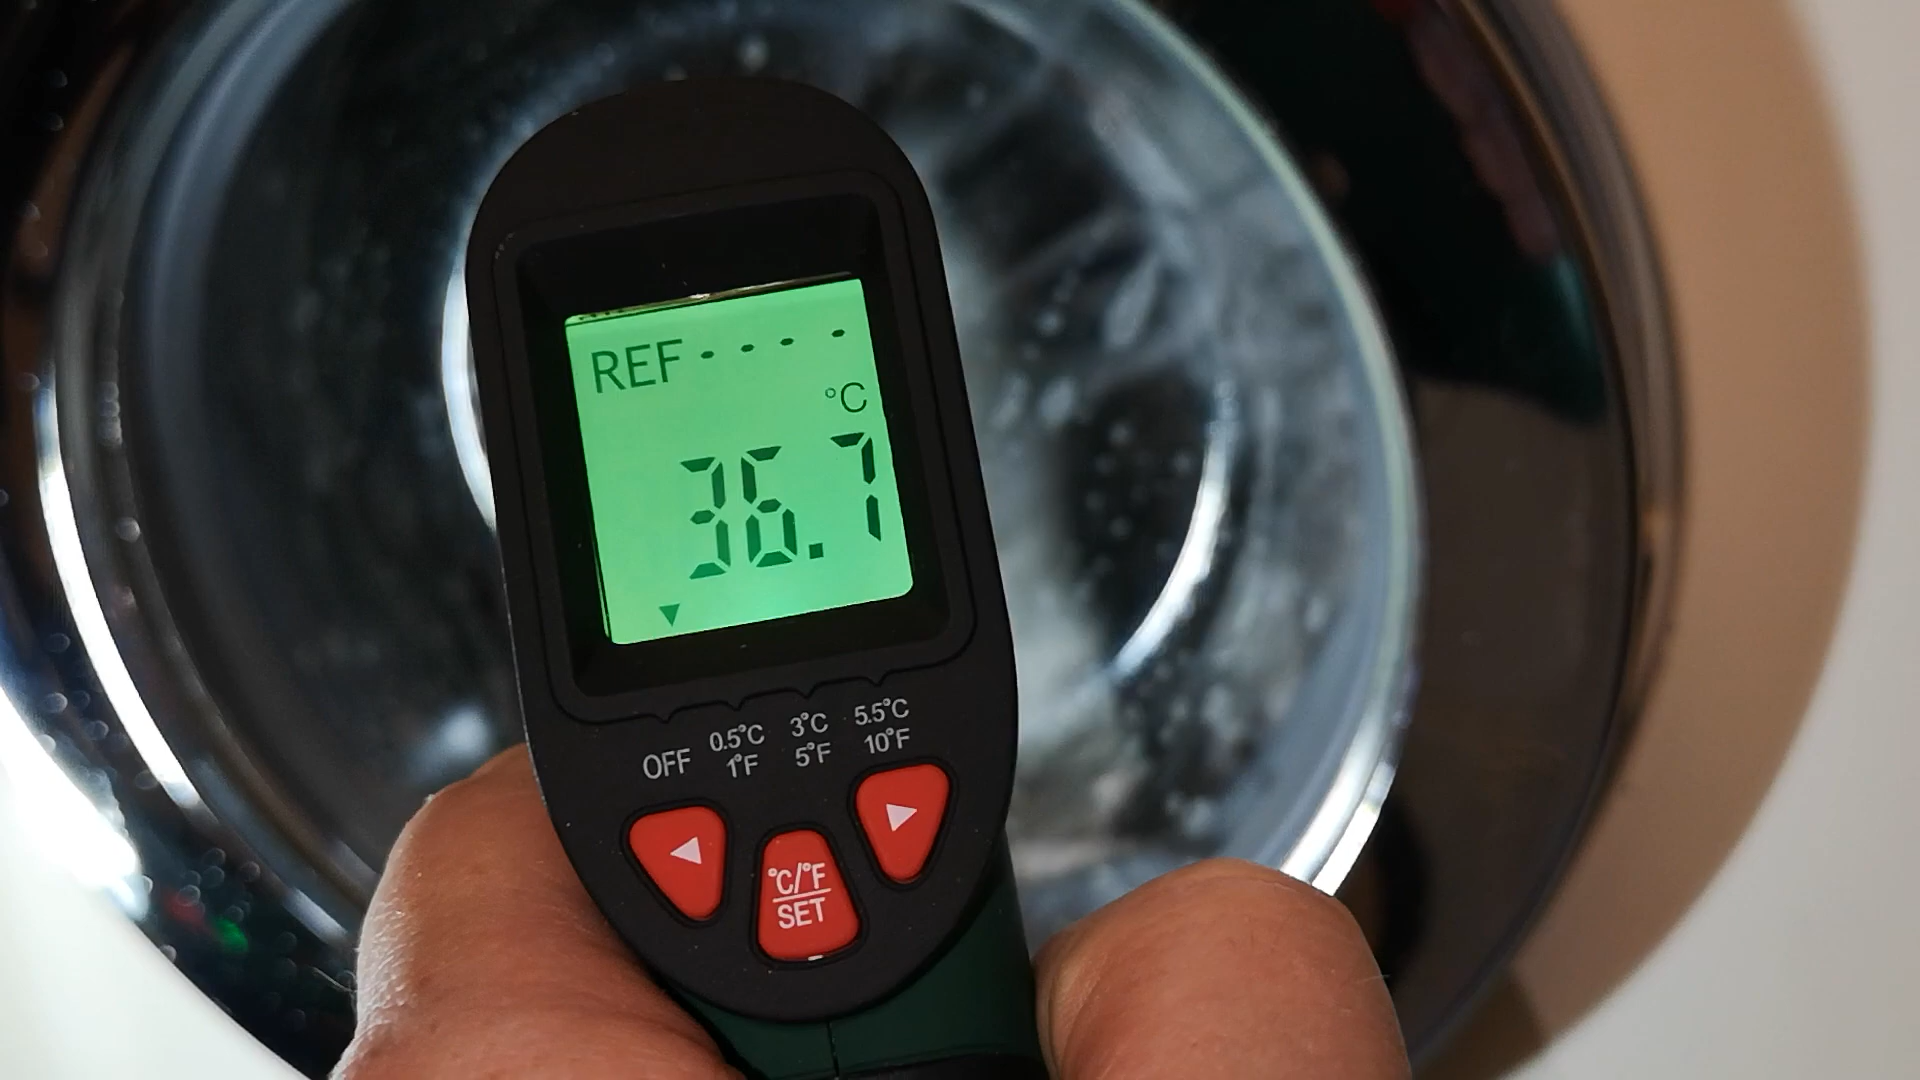 REF - - - -
°C
36.7
▼
OFF 0.5°C 3°C 5.5°C
1°F 5°F 10°F
◀ ▶
°C/°F
SET